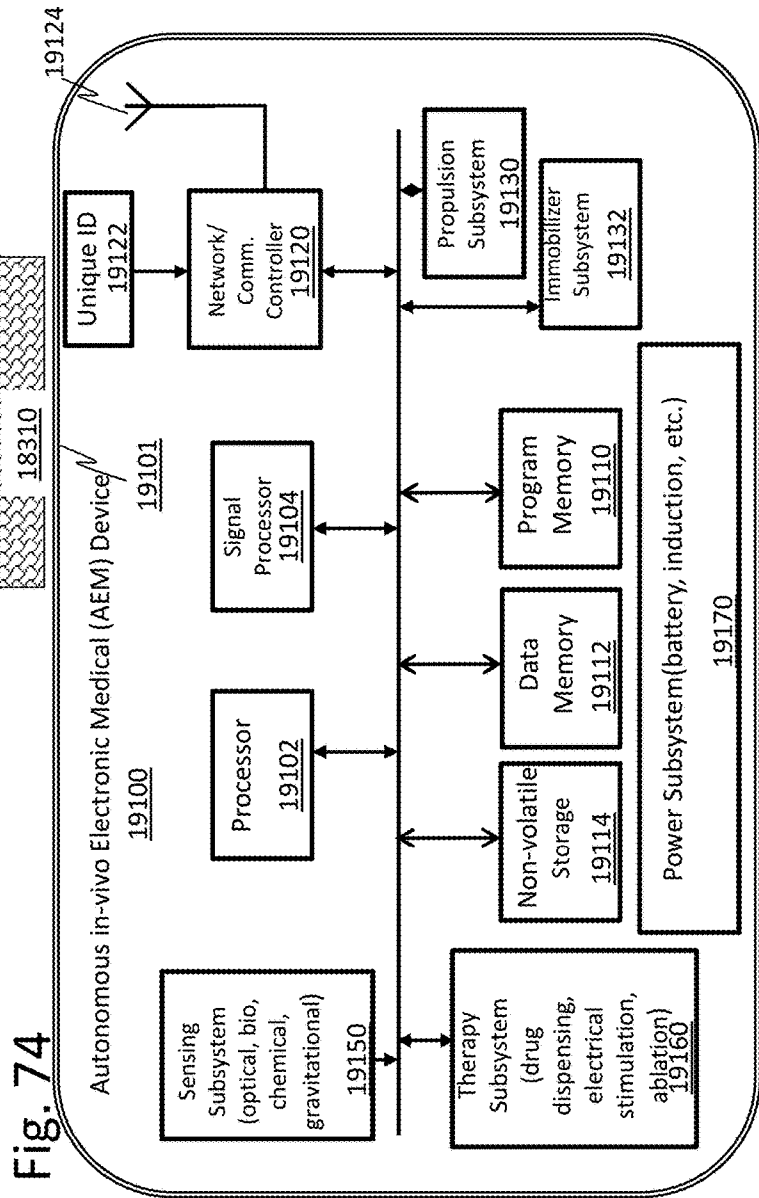 Fig. 74
18310
Autonomous in-vivo Electronic Medical (AEM) Device
19100
19101
19124
Sensing
Subsystem
(optical, bio,
chemical,
gravitational)
19150
Processor
19102
Signal
Processor
19104
Unique ID
19122
Network/
Comm.
Controller
19120
Therapy
Subsystem
(drug
dispensing,
electrical
stimulation,
ablation)
19160
Non-volatile
Storage
19114
Data
Memory
19112
Program
Memory
19110
Propulsion
Subsystem
19130
Immobilizer
Subsystem
19132
Power Subsystem(battery, induction, etc.)
19170